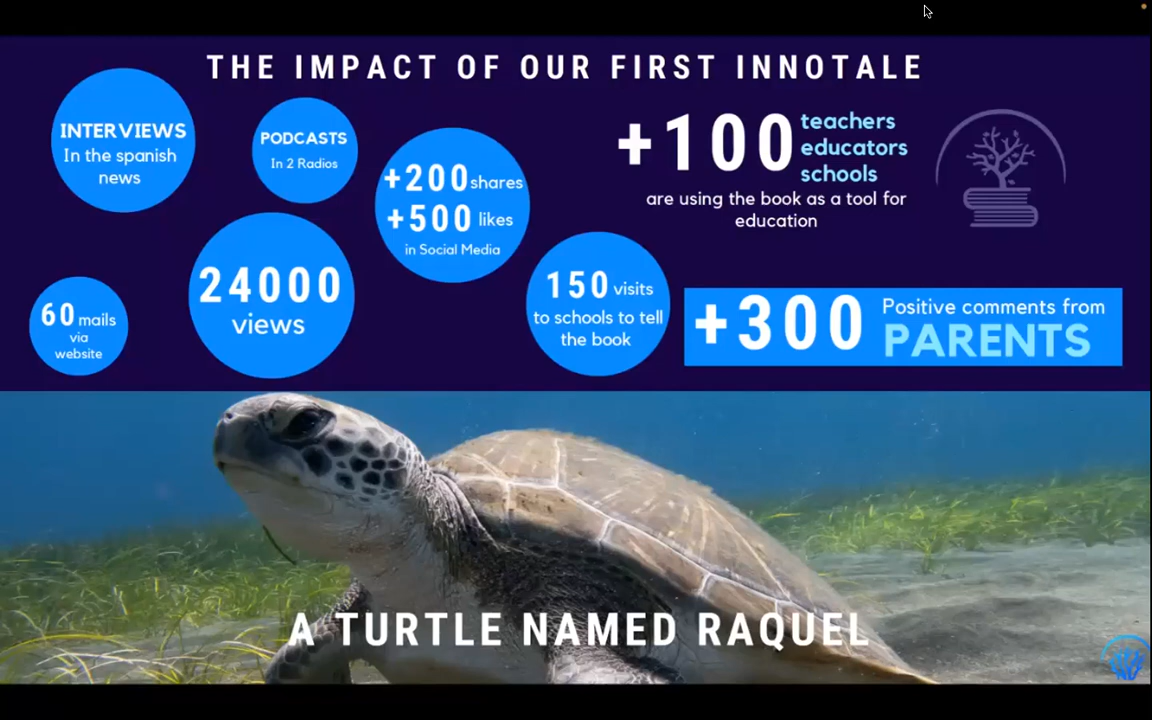 THE IMPACT OF OUR FIRST INNOTALE
INTERVIEWS
In the spanish
news
PODCASTS
In 2 Radios
+200 shares
+500 likes
in Social Media
+100 teachers
educators
schools
are using the book as a tool for
education
60 mails
via
website
24000
views
150 visits
to schools to tell
the book
+300 Positive comments from
PARENTS
A TURTLE NAMED RAQUEL